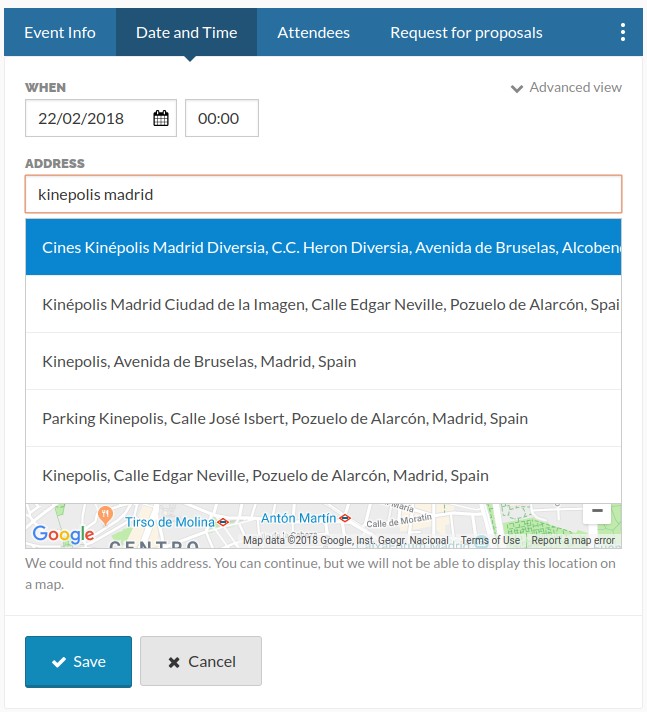 Event Info Date and Time Attendees Request for proposals
WHEN Advanced view
22/02/2018 00:00
ADDRESS
kinepolis madrid
Cines Kinépolis Madrid Diversia, C.C. Heron Diversia, Avenida de Bruselas, Alcoben
Kinépolis Madrid Ciudad de la Imagen, Calle Edgar Neville, Pozuelo de Alarcón, Spai
Kinepolis, Avenida de Bruselas, Madrid, Spain
Parking Kinepolis, Calle José Isbert, Pozuelo de Alarcón, Madrid, Spain
Kinepolis, Calle Edgar Neville, Pozuelo de Alarcón, Madrid, Spain
Tirso de Molina Antón Martín Calle de Moratín
Google CENTRO
Map data ©2018 Google, Inst. Geogr, Nacional Terms of Use Report a map error
We could not find this address. You can continue, but we will not be able to display this location on
a map.
Save Cancel